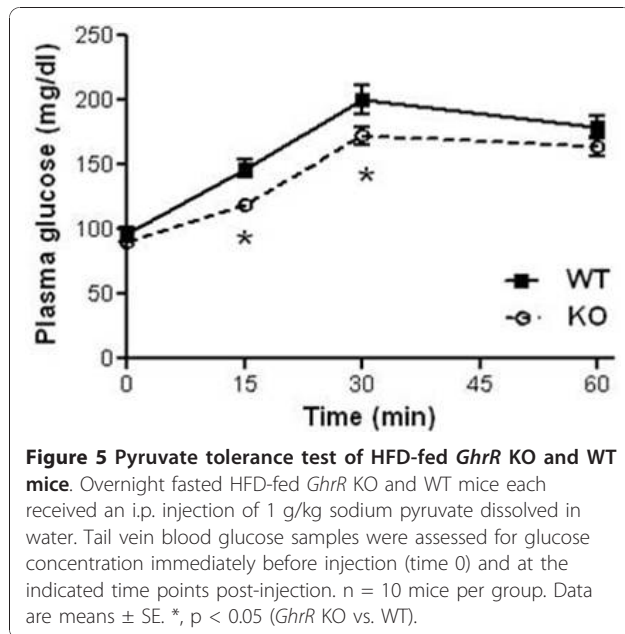 250
200
150
100
50
0
Plasma glucose (mg/dl)
*
*
WT
KO
0 15 30 45 60
Time (min)
Figure 5 Pyruvate tolerance test of HFD-fed GhrR KO and WT
mice. Overnight fasted HFD-fed GhrR KO and WT mice each
received an i.p. injection of 1 g/kg sodium pyruvate dissolved in
water. Tail vein blood glucose samples were assessed for glucose
concentration immediately before injection (time 0) and at the
indicated time points post-injection. n = 10 mice per group. Data
are means ± SE. *, p < 0.05 (GhrR KO vs. WT).